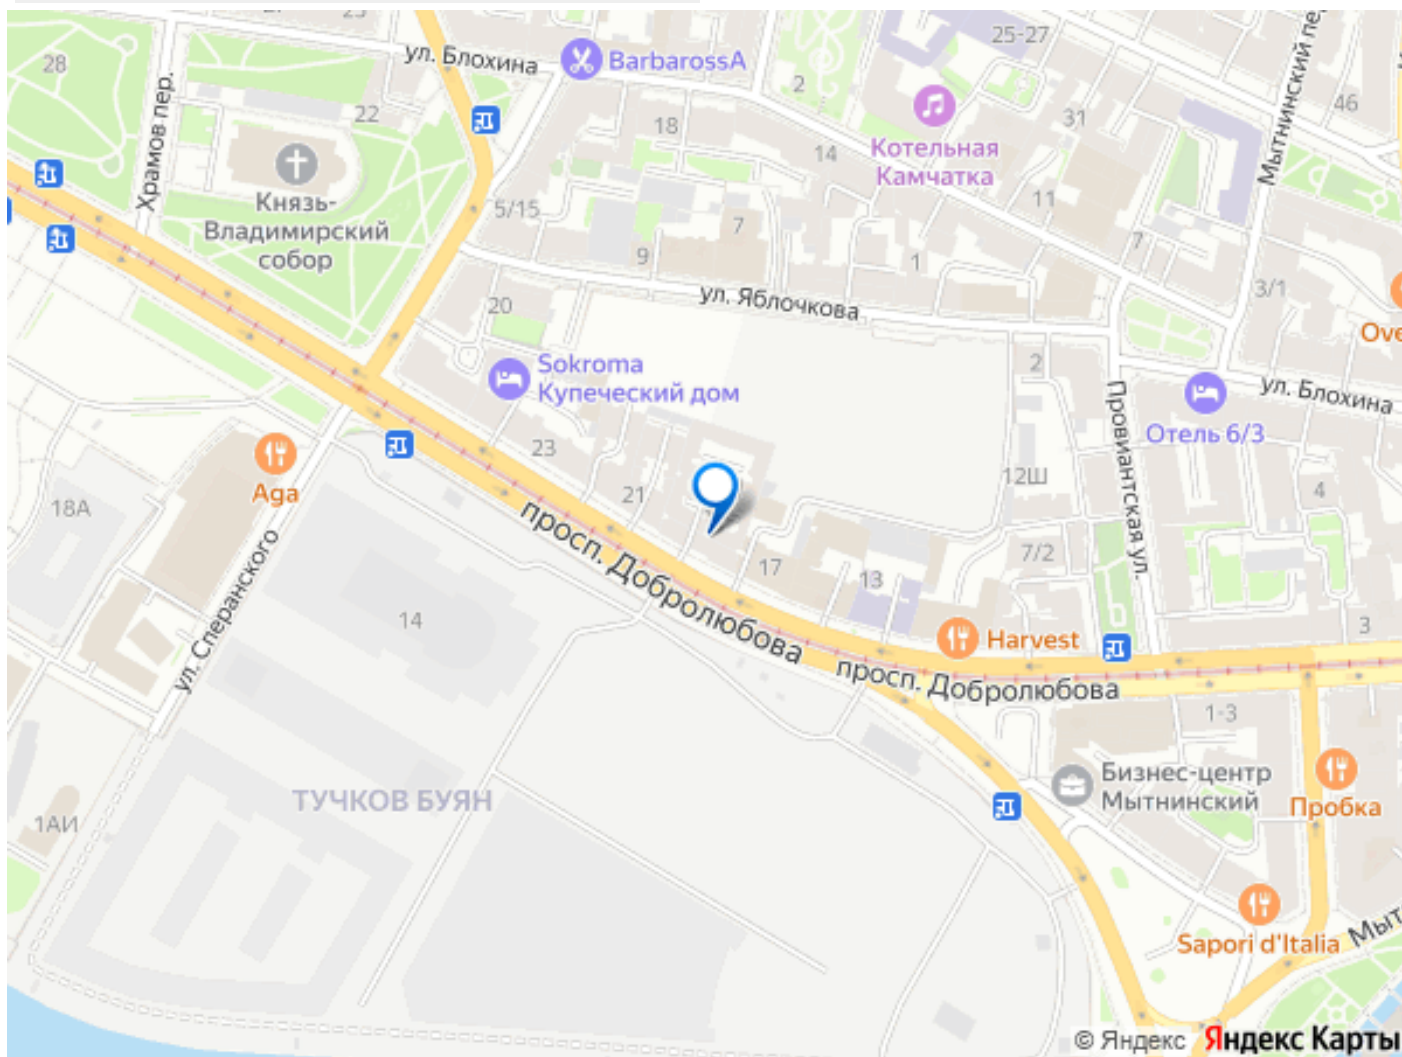 25-27
28
ул. Блохина
BarbarossA
2
Мытнинский пер
46
Храмов пер.
22
18
31
14
Котельная
Камчатка
Князь-
Владимирский
собор
5/15
7
11
7
9
1
ул. Яблочкова
3/1
20
Ove
Sokroma
Купеческий дом
2
ул. Блохина
Провиантская ул.
Отель 6/3
23
Aga
12Ш
4
21
18А
просп. Добролюбова
7/2
17
13
ул. Сперанского
14
Harvest
3
просп. Добролюбова
1-3
Бизнес-центр
Мытнинский
Пробка
ТУЧКОВ БУЯН
1АИ
Sapori d'Italia
Мыт
© Яндекс Яндекс Карты